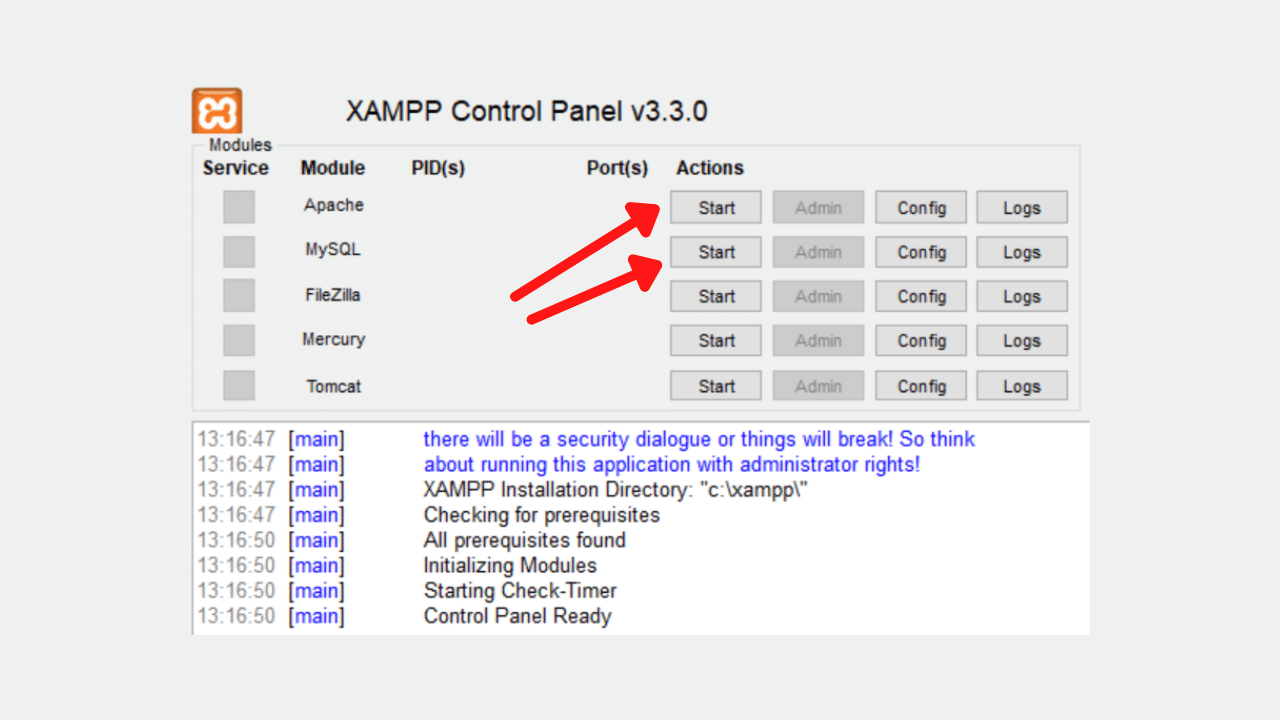 XAMPP Control Panel v3.3.0
Modules
Service Module PID(s) Port(s) Actions
Apache Start Admin Config Logs
MySQL Start Admin Config Logs
FileZilla Start Admin Config Logs
Mercury Start Admin Config Logs
Tomcat Start Admin Config Logs
13:16:47 [main] there will be a security dialogue or things will break! So think
13:16:47 [main] about running this application with administrator rights!
13:16:47 [main] XAMPP Installation Directory: "c:\xampp\"
13:16:47 [main] Checking for prerequisites
13:16:50 [main] All prerequisites found
13:16:50 [main] Initializing Modules
13:16:50 [main] Starting Check-Timer
13:16:50 [main] Control Panel Ready